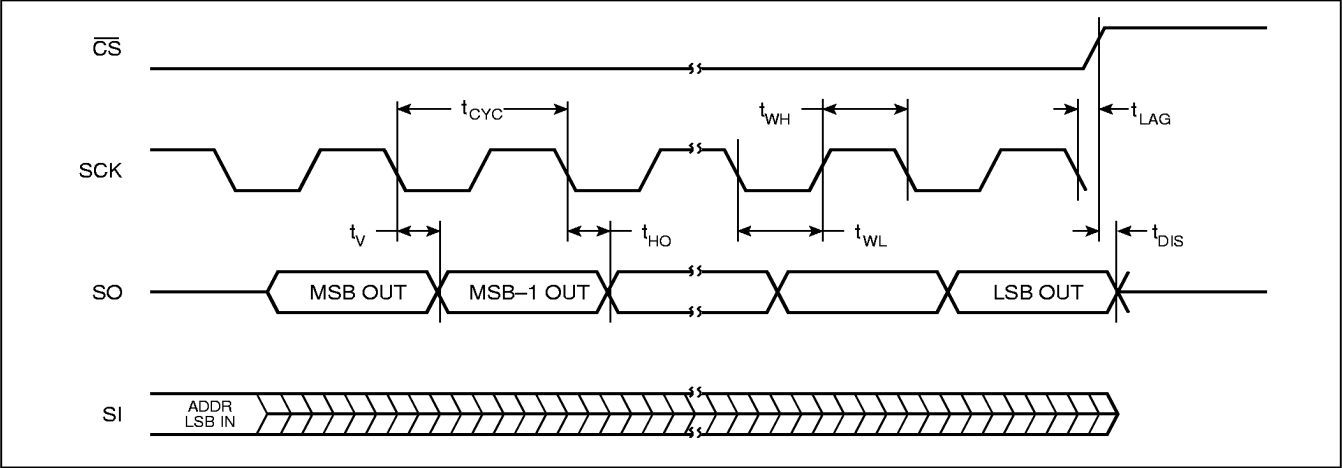 CS
tCYC
tWH
tLAG
SCK
tV
tHO
tWL
tDIS
SO
MSB OUT
MSB–1 OUT
LSB OUT
SI
ADDR
LSB IN